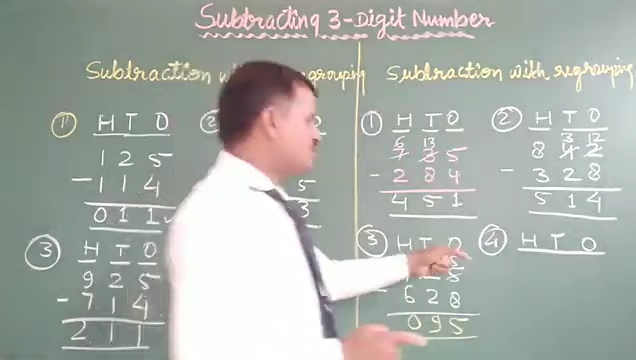 Subtracting 3-Digit Number
Subtraction regrouping
① H T O
1 2 5
- 1 1 4
0 1 1
②
5
3
③ H T O
9 2 5
- 7 1 4
2 1 1
Subtraction with regrouping
① H T O
6 13
7 3 5
- 2 8 4
4 5 1
② H T O
3 12
8 4 2
- 3 2 8
5 1 4
③ H T O
6 2 8
0 9 5
④ H T O